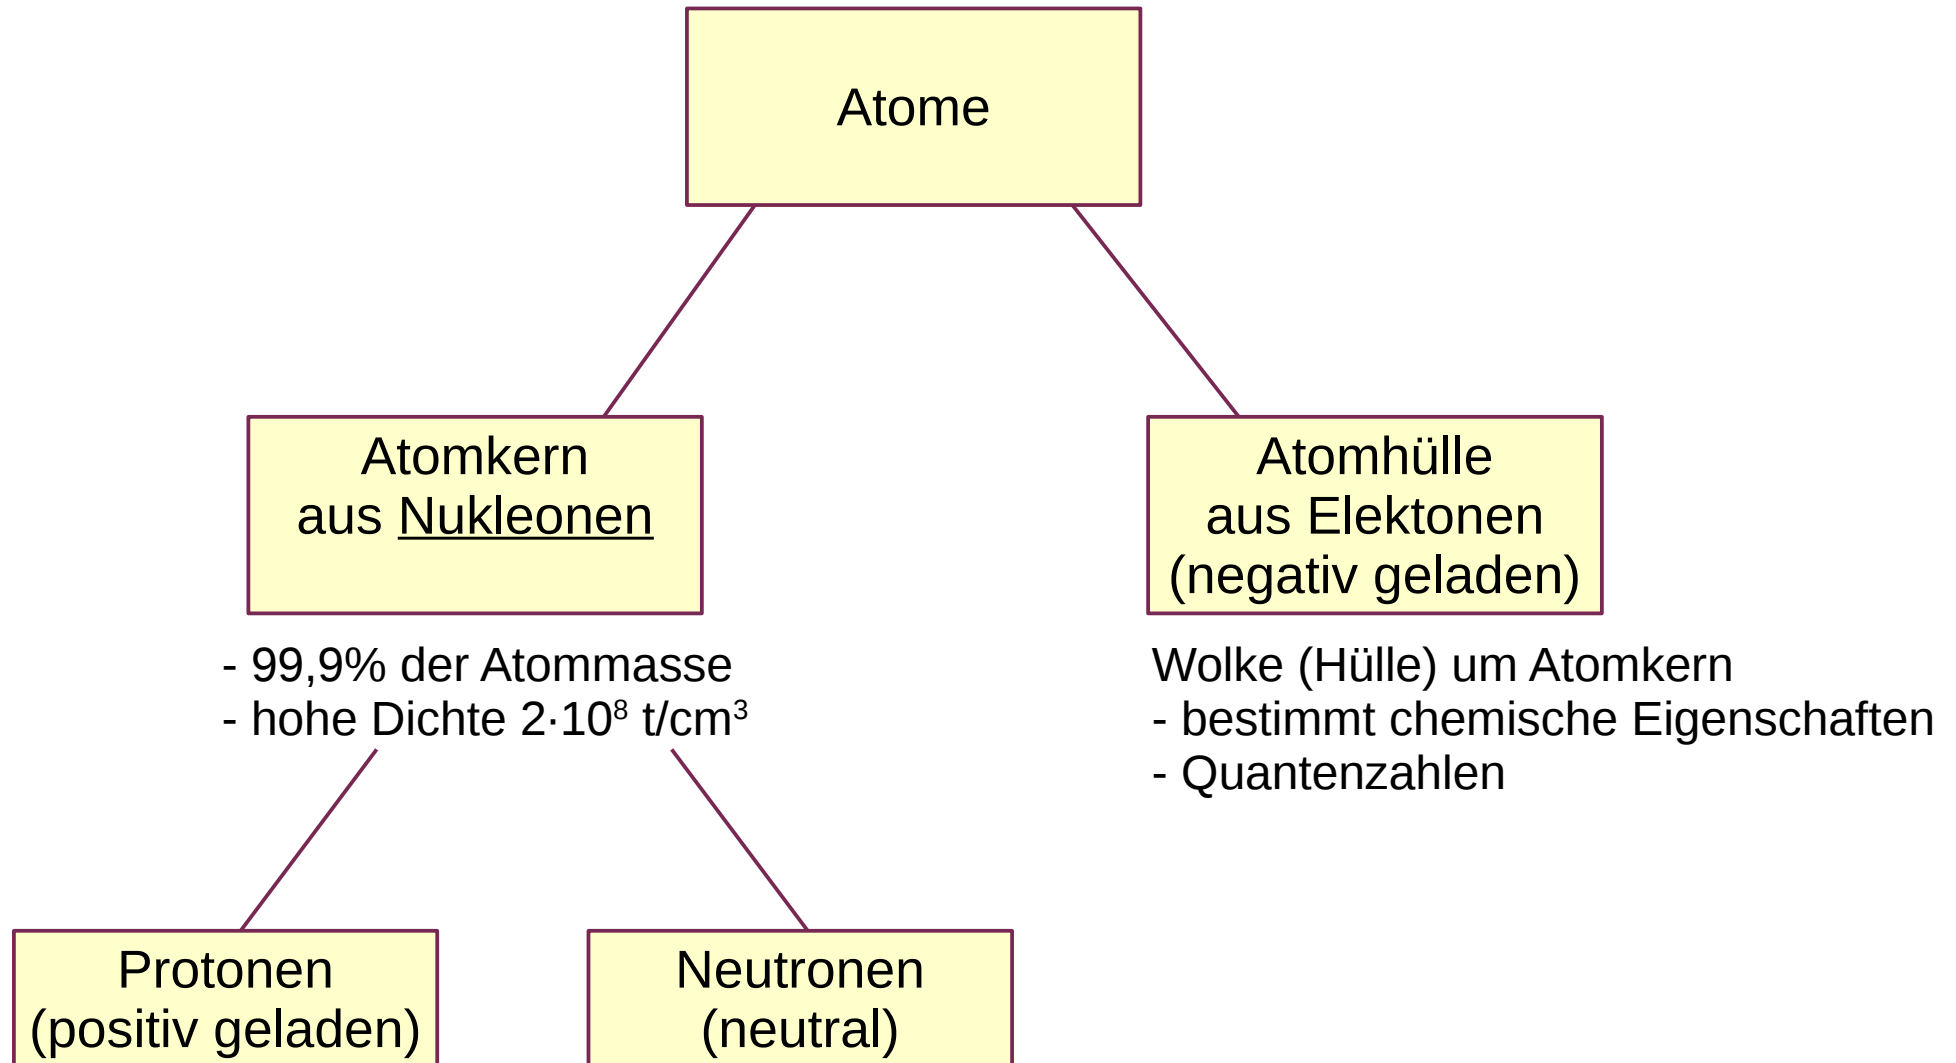 Atome
Atomkern
aus Nukleonen
Atomhülle
aus Elektonen
(negativ geladen)
- 99,9% der Atommasse
- hohe Dichte 2·10⁸ t/cm³
Wolke (Hülle) um Atomkern
- bestimmt chemische Eigenschaften
- Quantenzahlen
Protonen
(positiv geladen)
Neutronen
(neutral)